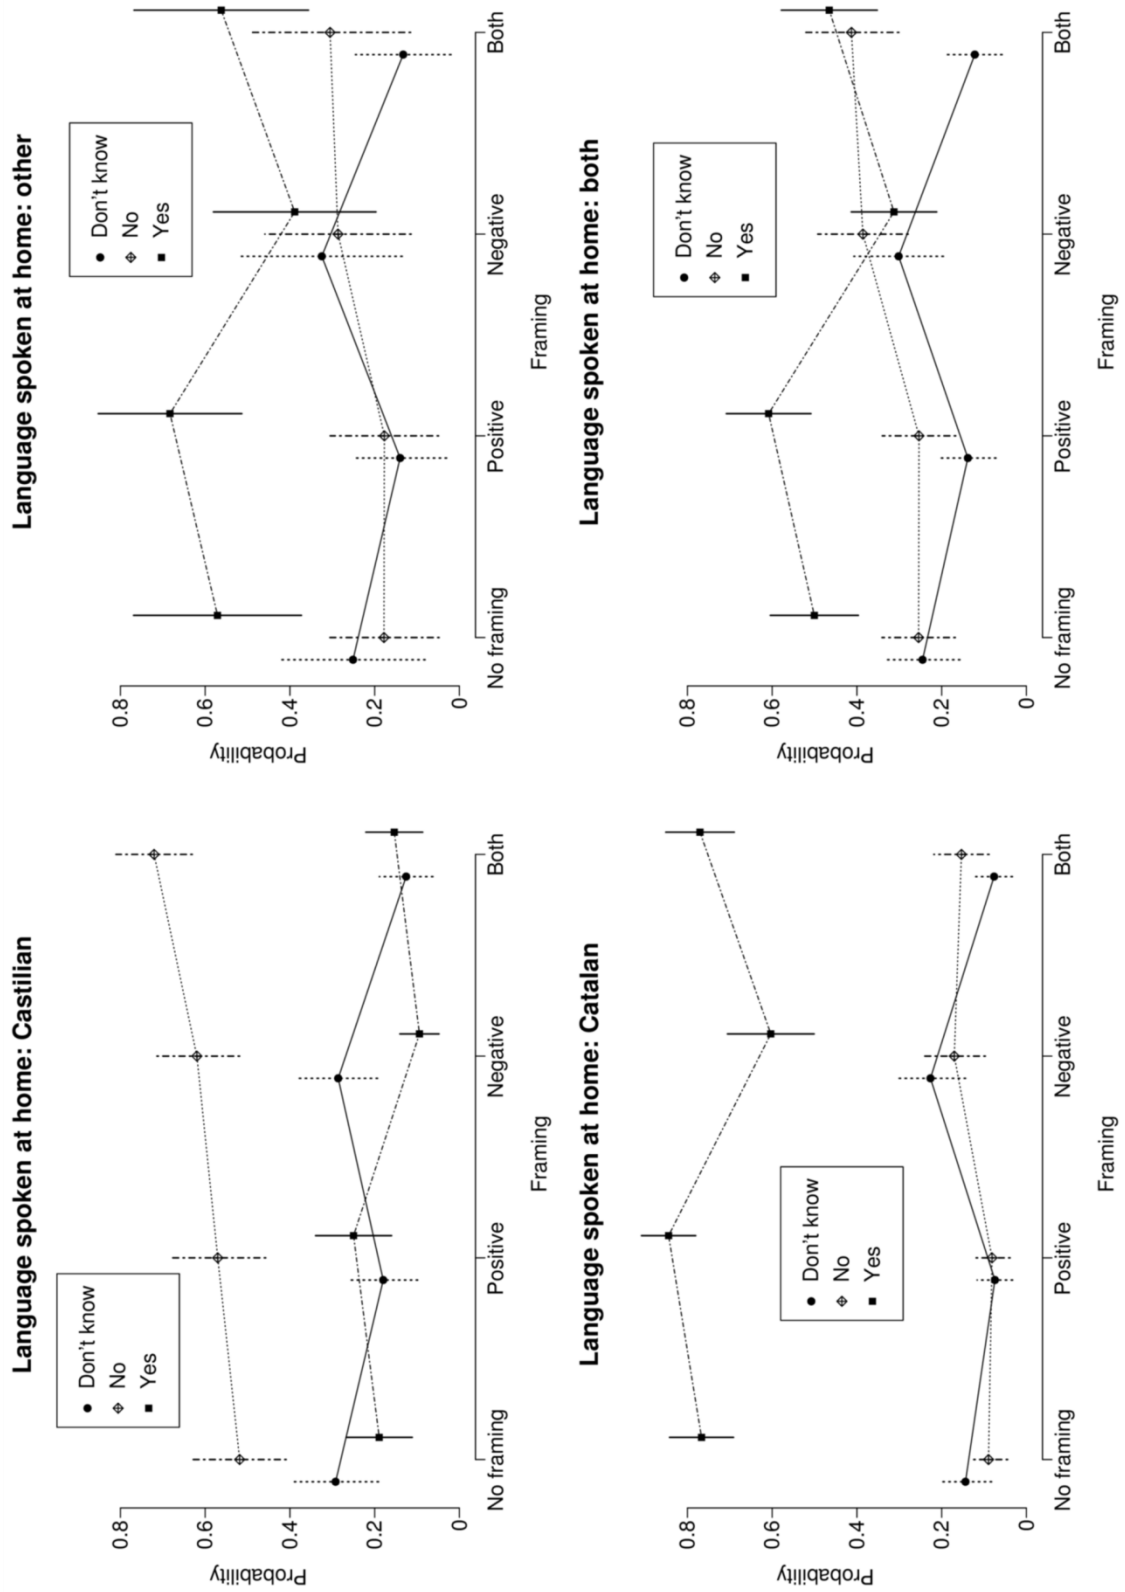 Language spoken at home: Castilian
Don't know
No
Yes
Probability
0.8
0.6
0.4
0.2
0
No framing
Positive
Negative
Both
Framing
Language spoken at home: other
Don't know
No
Yes
Probability
0.8
0.6
0.4
0.2
0
No framing
Positive
Negative
Both
Framing
Language spoken at home: Catalan
Don't know
No
Yes
Probability
0.8
0.6
0.4
0.2
0
No framing
Positive
Negative
Both
Framing
Language spoken at home: both
Don't know
No
Yes
Probability
0.8
0.6
0.4
0.2
0
No framing
Positive
Negative
Both
Framing